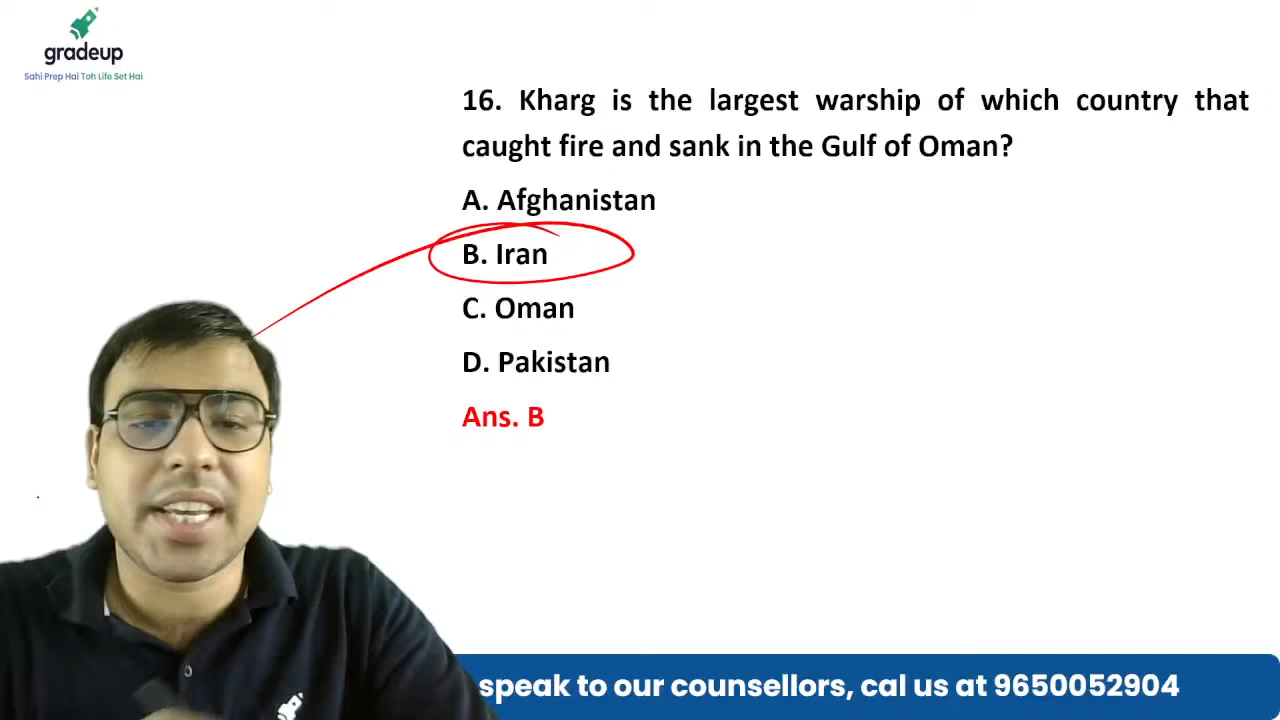 gradeup
Sahi Prep Hai Toh Life Set Hai
16. Kharg is the largest warship of which country that
caught fire and sank in the Gulf of Oman?
A. Afghanistan
B. Iran
C. Oman
D. Pakistan
Ans. B
speak to our counsellors, cal us at 9650052904